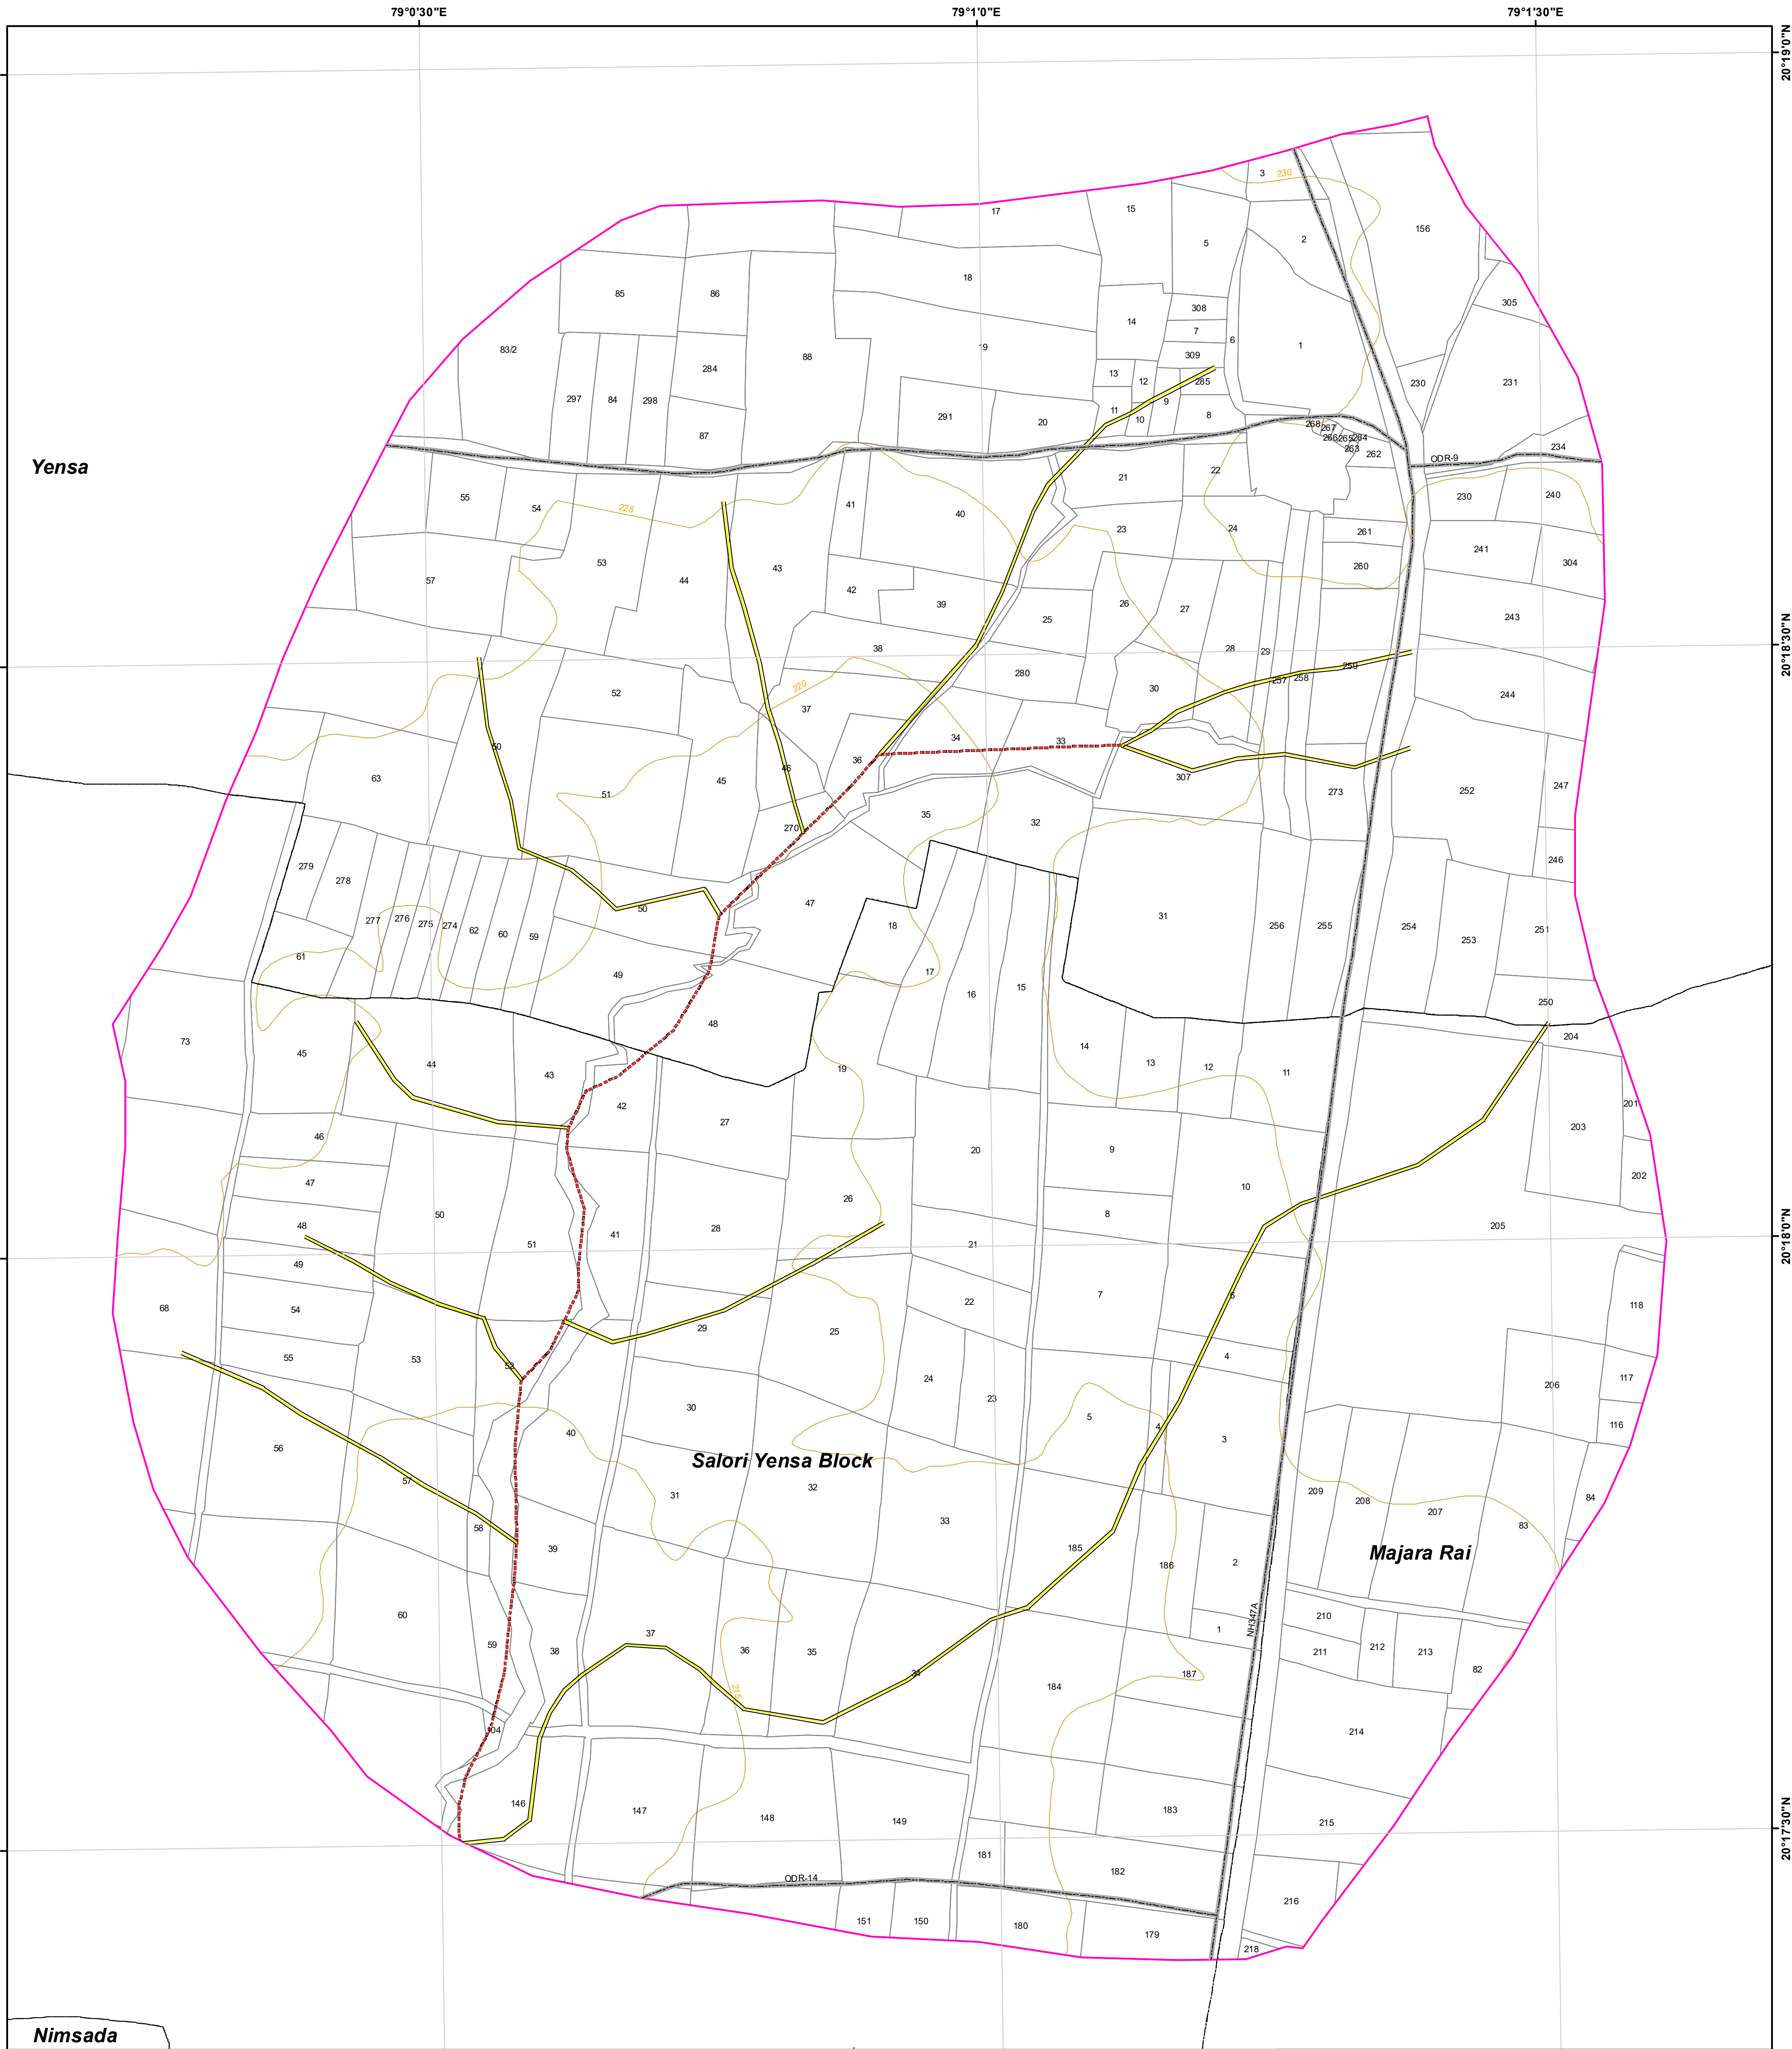 79°0'30"E 79°1'0"E 79°1'30"E
20°19'0"N
3 230
17 15
5 2 156
18
85 86 308 305
14 7
83/2 88 19 309 6 1
284 13 12 285 230 231
297 84 298 11 10 9 8
87 291 20
268 267
266 265 264
263 262 234
ODR-9
Yensa
55 54 225 41 40 21 22 230 240
23 24 261
53 43 241
57 44 42 260 304
39 26 27
25 243
38 28 29
20°18'30"N
280 257 258 259
52 220 30 244
37
34 33
50 36
63 46 307
51 45 273 252 247
270 35 32
279 246
278
277 276 275 274 62 60 59 50 47 18 31 256 255 254 253 251
61 17
49 16 15
48 250
73 45 44 43 19 14 13 12 11 204
42 201
46 27 20 9 203
47 26 10 202
48 50 51 41 28 8 205
20°18'0"N
49 21
68 54 22 7 6 118
29 25
55 53 52 4
24 206 117
30 23
56 40 5 4 3 116
Salori Yensa Block
57 31 32 209 208 207 84
58 33 83
39 185 186 2 Majara Rai
60 37 210
59 38 36 35 1 NH347A 211 212 213
34 187 82
215 184
104 214
146 147 148 149 183 215
20°17'30"N
181 182
ODR-14
151 150 180 179 216
218
Nimsada